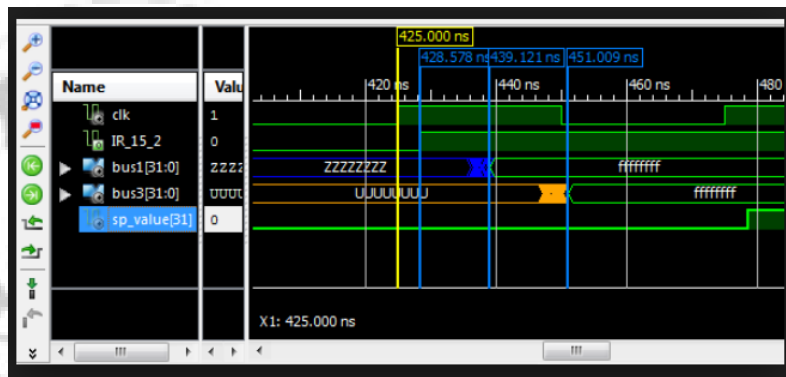 425.000 ns
428.578 ns 439.121 ns 451.009 ns
Name Valu 420 ns 440 ns 460 ns 480
clk 1
IR_15_2 0
bus1[31:0] ZZZZ ZZZZZZZZ ffffffff
bus3[31:0] UUUU UUUUUUUU ffffffff
sp_value[31] 0
X1: 425.000 ns